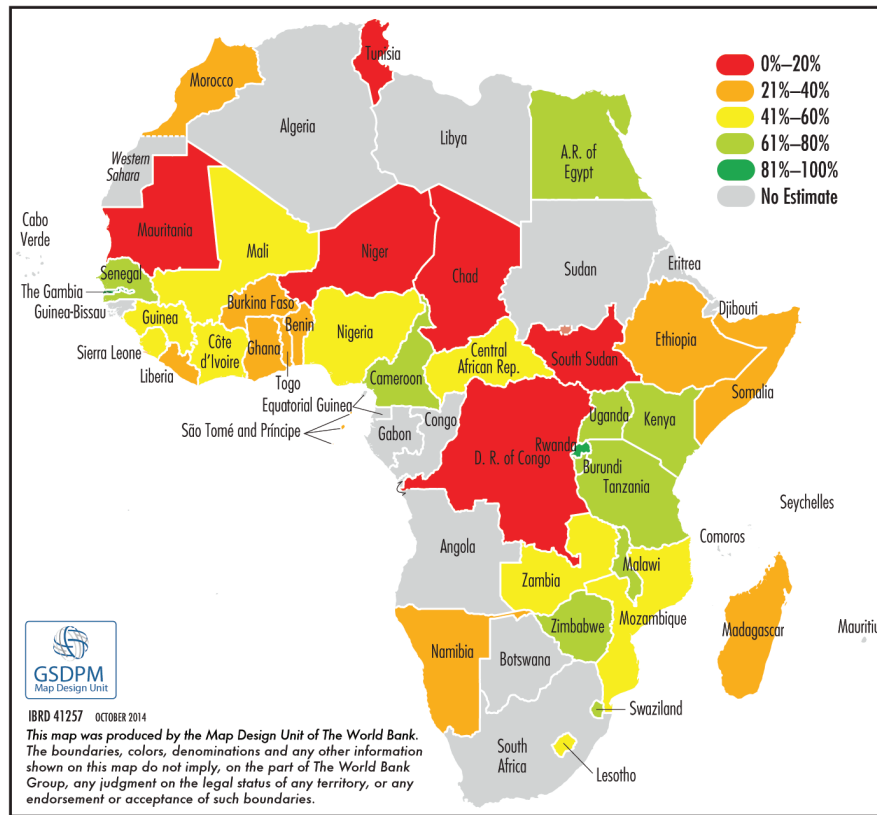 Tunisia
Morocco
Algeria
Libya
A.R. of
Egypt
Western
Sahara
Cabo
Verde
Mauritania
Mali
Niger
Chad
Sudan
Eritrea
Senegal
The Gambia
Guinea-Bissau
Guinea
Sierra Leone
Liberia
Côte
d'Ivoire
Burkina Faso
Ghana
Togo
Benin
Nigeria
Cameroon
Central
African Rep.
South Sudan
Ethiopia
Djibouti
Somalia
Equatorial Guinea
São Tomé and Príncipe
Gabon
Congo
D. R. of Congo
Uganda
Kenya
Rwanda
Burundi
Tanzania
Seychelles
Comoros
Angola
Zambia
Malawi
Mozambique
Zimbabwe
Madagascar
Mauritiu
Namibia
Botswana
Swaziland
South
Africa
Lesotho
0%–20%
21%–40%
41%–60%
61%–80%
81%–100%
No Estimate
GSDPM
Map Design Unit
IBRD 41257 OCTOBER 2014
This map was produced by the Map Design Unit of The World Bank.
The boundaries, colors, denominations and any other information
shown on this map do not imply, on the part of The World Bank
Group, any judgment on the legal status of any territory, or any
endorsement or acceptance of such boundaries.